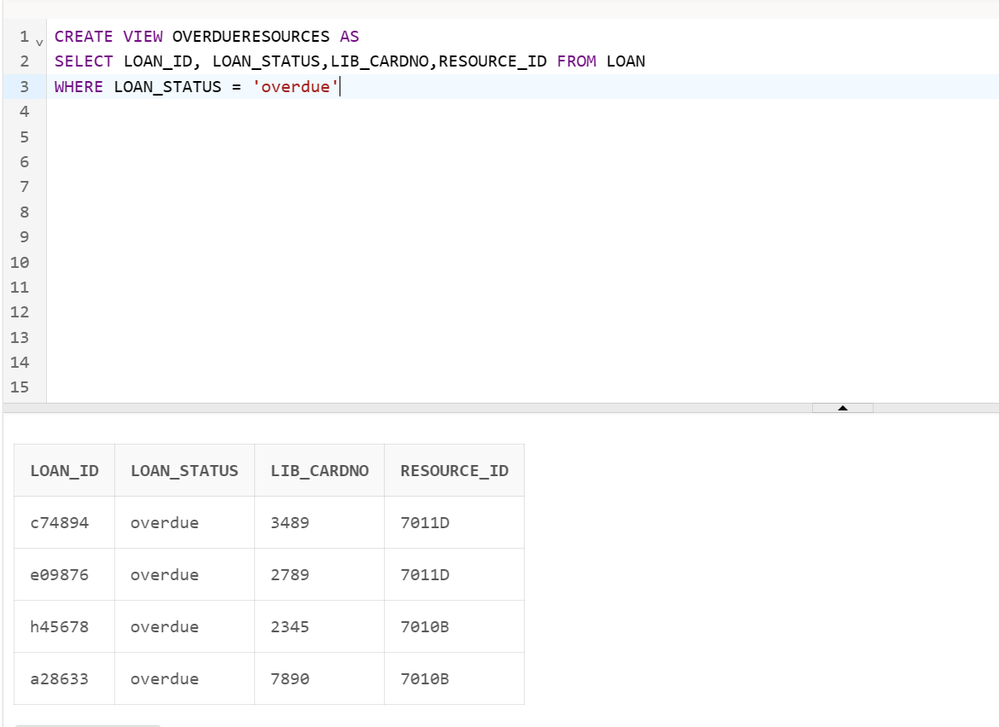 1 CREATE VIEW OVERDUERESOURCES AS
2 SELECT LOAN_ID, LOAN_STATUS,LIB_CARDNO,RESOURCE_ID FROM LOAN
3 WHERE LOAN_STATUS = 'overdue'
4
5
6
7
8
9
10
11
12
13
14
15
LOAN_ID LOAN_STATUS LIB_CARDNO RESOURCE_ID
c74894 overdue 3489 7011D
e09876 overdue 2789 7011D
h45678 overdue 2345 7010B
a28633 overdue 7890 7010B